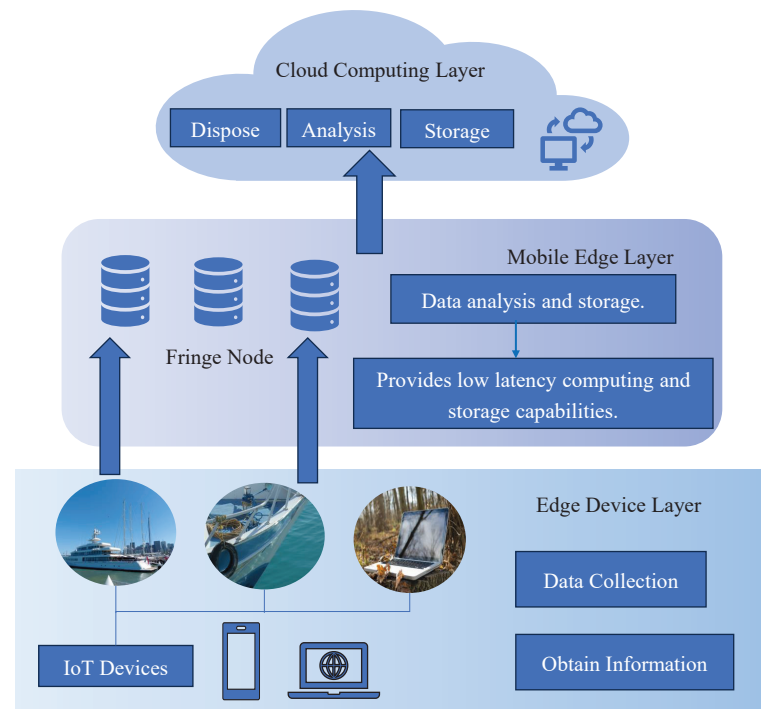 Cloud Computing Layer
Dispose
Analysis
Storage
Mobile Edge Layer
Data analysis and storage.
Fringe Node
Provides low latency computing and
storage capabilities.
Edge Device Layer
Data Collection
IoT Devices
Obtain Information